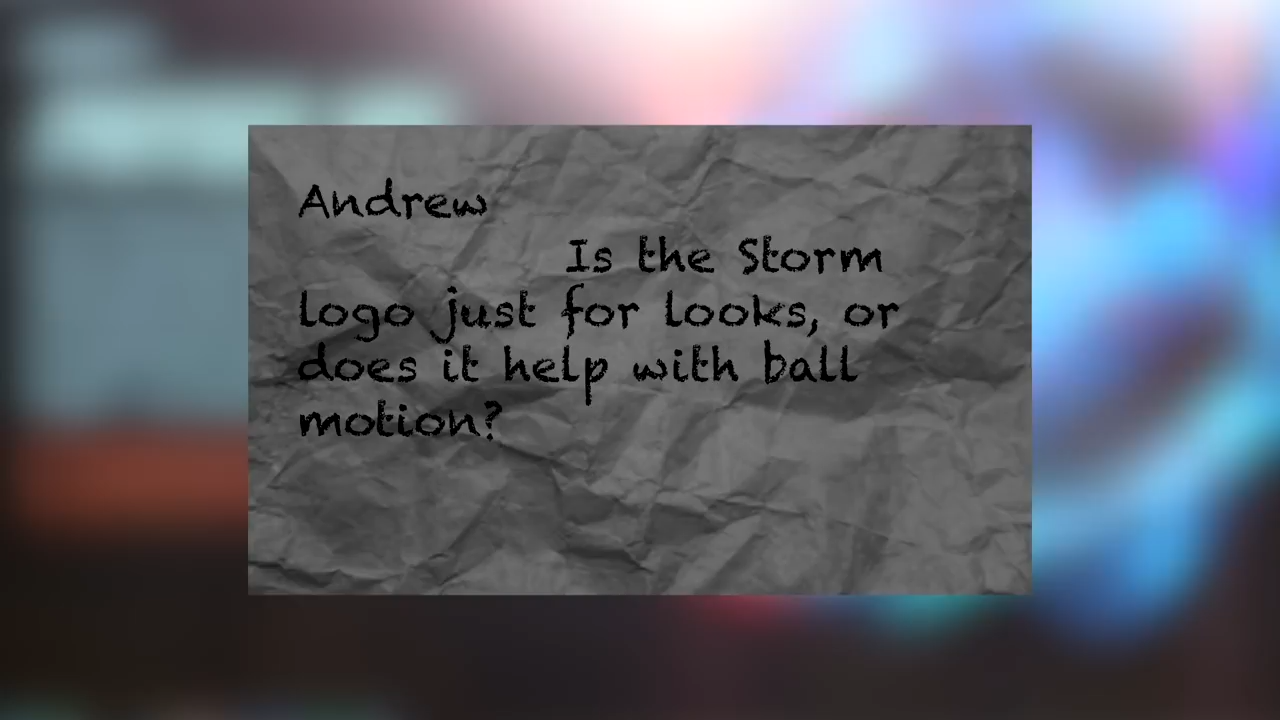 Andrew
Is the Storm
logo just for looks, or
does it help with ball
motion?